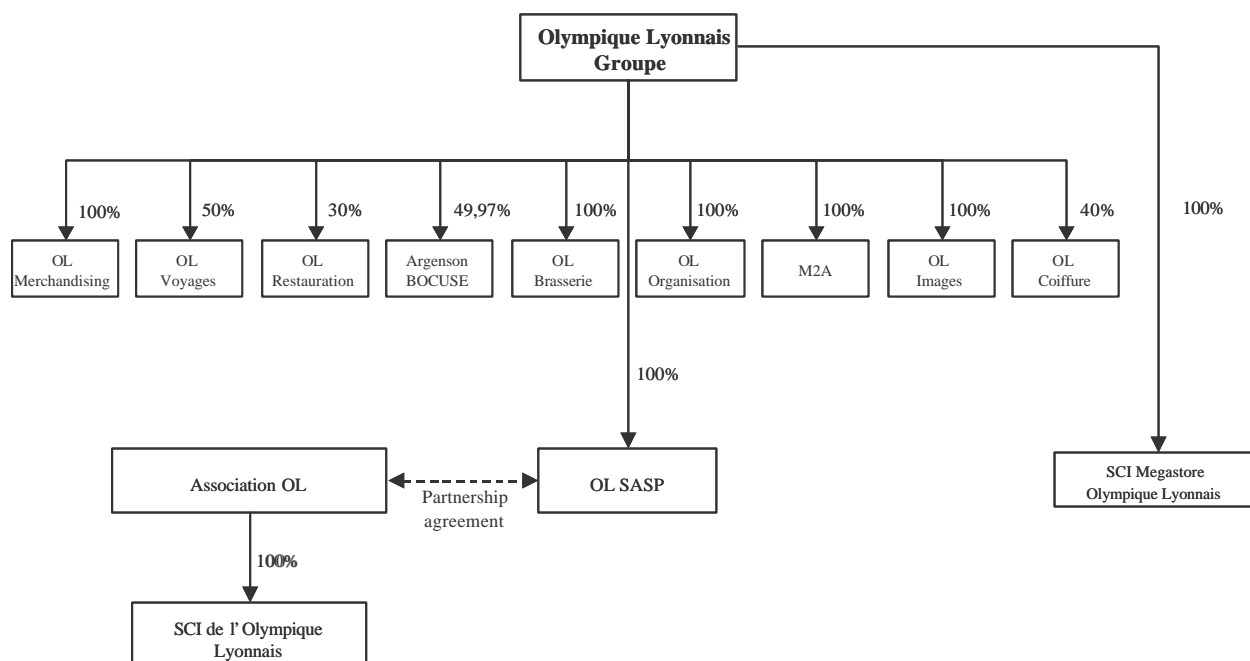 Olympique Lyonnais
Groupe
100%
50%
30%
49,97%
100%
100%
100%
100%
40%
100%
OL
Merchandising
OL
Voyages
OL
Restauration
Argenson
BOCUSE
OL
Brasserie
OL
Organisation
M2A
OL
Images
OL
Coiffure
100%
Association OL
Partnership
agreement
OL SASP
SCI Megastore
Olympique Lyonnais
100%
SCI de l'Olympique
Lyonnais